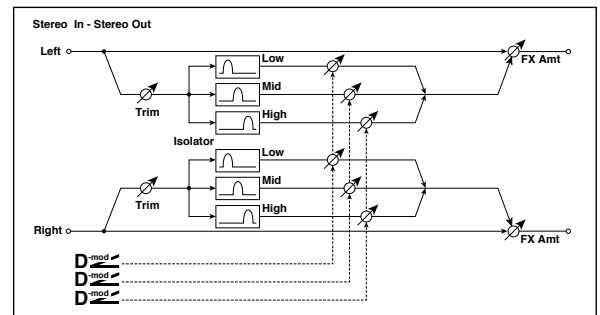 Stereo In - Stereo Out
Left
Low
FX Amt
Mid
Trim
High
Isolator
Low
Mid
Trim
High
Right
FX Amt
D-mod
D-mod
D-mod